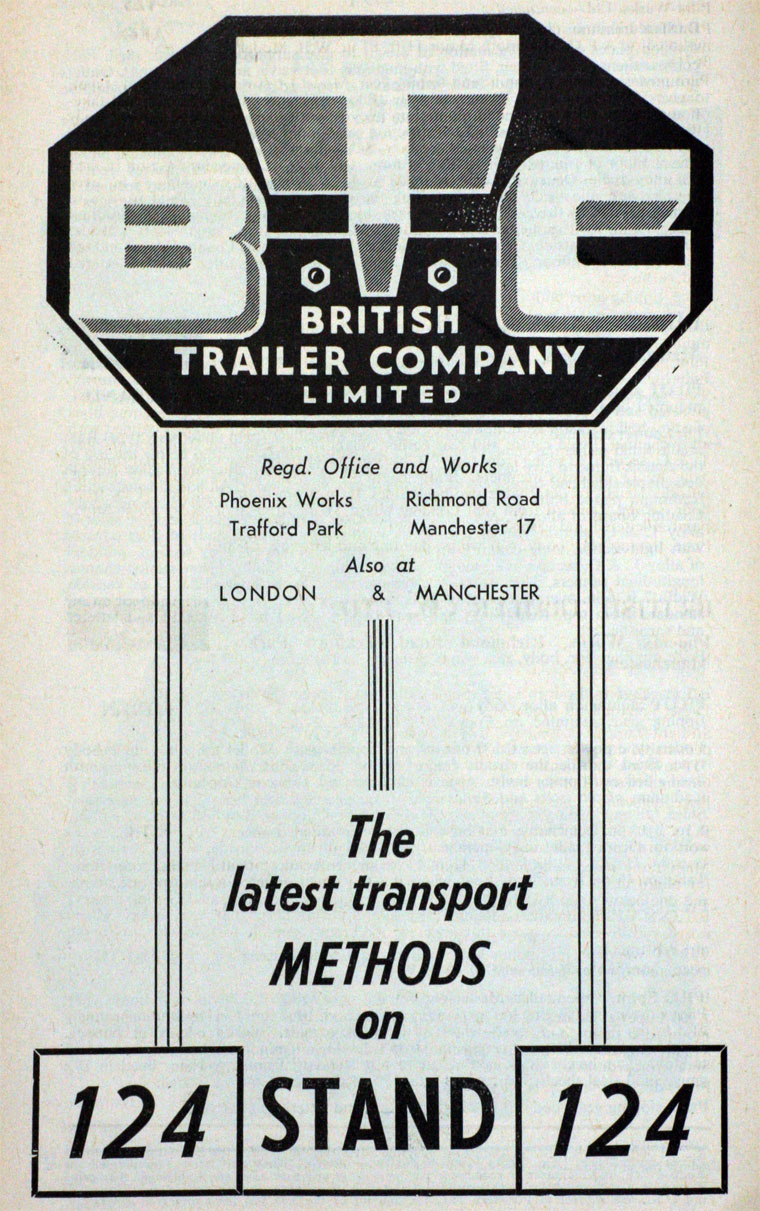 BTC
BRITISH
TRAILER COMPANY
LIMITED
Regd. Office and Works
Phoenix Works Richmond Road
Trafford Park Manchester 17
Also at
LONDON & MANCHESTER
The
latest transport
METHODS
on
124 STAND 124